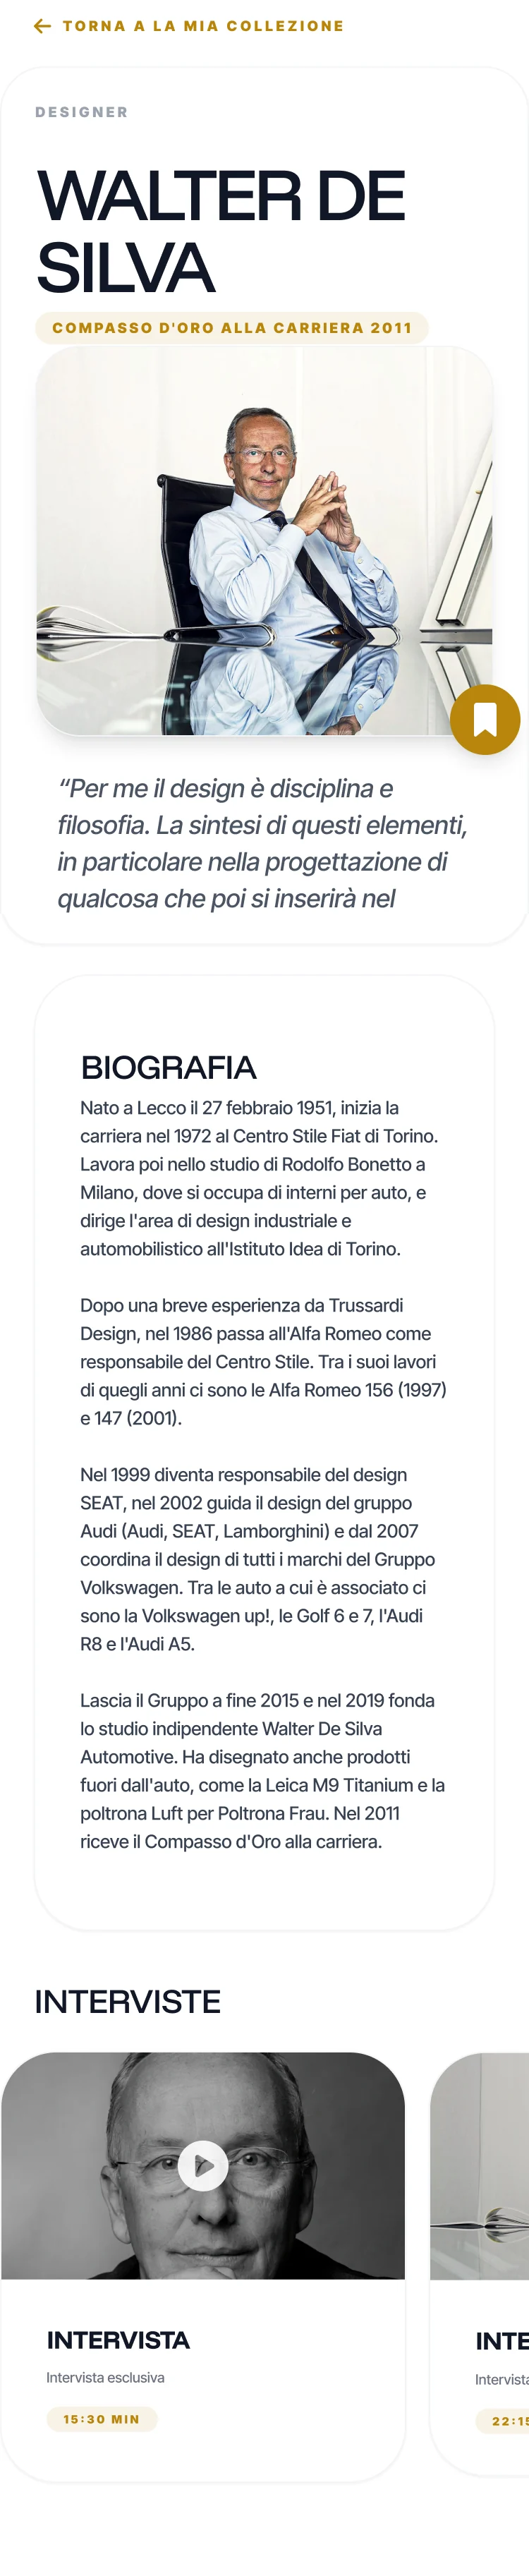 TORNA A LA MIA COLLEZIONE
DESIGNER
WALTER DE
SILVA
COMPASSO D'ORO ALLA CARRIERA 2011
“Per me il design è disciplina e
filosofia. La sintesi di questi elementi,
in particolare nella progettazione di
qualcosa che poi si inserirà nel
BIOGRAFIA
Nato a Lecco il 27 febbraio 1951, inizia la
carriera nel 1972 al Centro Stile Fiat di Torino.
Lavora poi nello studio di Rodolfo Bonetto a
Milano, dove si occupa di interni per auto, e
dirige l'area di design industriale e
automobilistico all'Istituto Idea di Torino.
Dopo una breve esperienza da Trussardi
Design, nel 1986 passa all'Alfa Romeo come
responsabile del Centro Stile. Tra i suoi lavori
di quegli anni ci sono le Alfa Romeo 156 (1997)
e 147 (2001).
Nel 1999 diventa responsabile del design
SEAT, nel 2002 guida il design del gruppo
Audi (Audi, SEAT, Lamborghini) e dal 2007
coordina il design di tutti i marchi del Gruppo
Volkswagen. Tra le auto a cui è associato ci
sono la Volkswagen up!, le Golf 6 e 7, l'Audi
R8 e l'Audi A5.
Lascia il Gruppo a fine 2015 e nel 2019 fonda
lo studio indipendente Walter De Silva
Automotive. Ha disegnato anche prodotti
fuori dall'auto, come la Leica M9 Titanium e la
poltrona Luft per Poltrona Frau. Nel 2011
riceve il Compasso d'Oro alla carriera.
INTERVISTE
INTERVISTA
Intervista esclusiva
15:30 MIN
INTE
Intervista
22:15